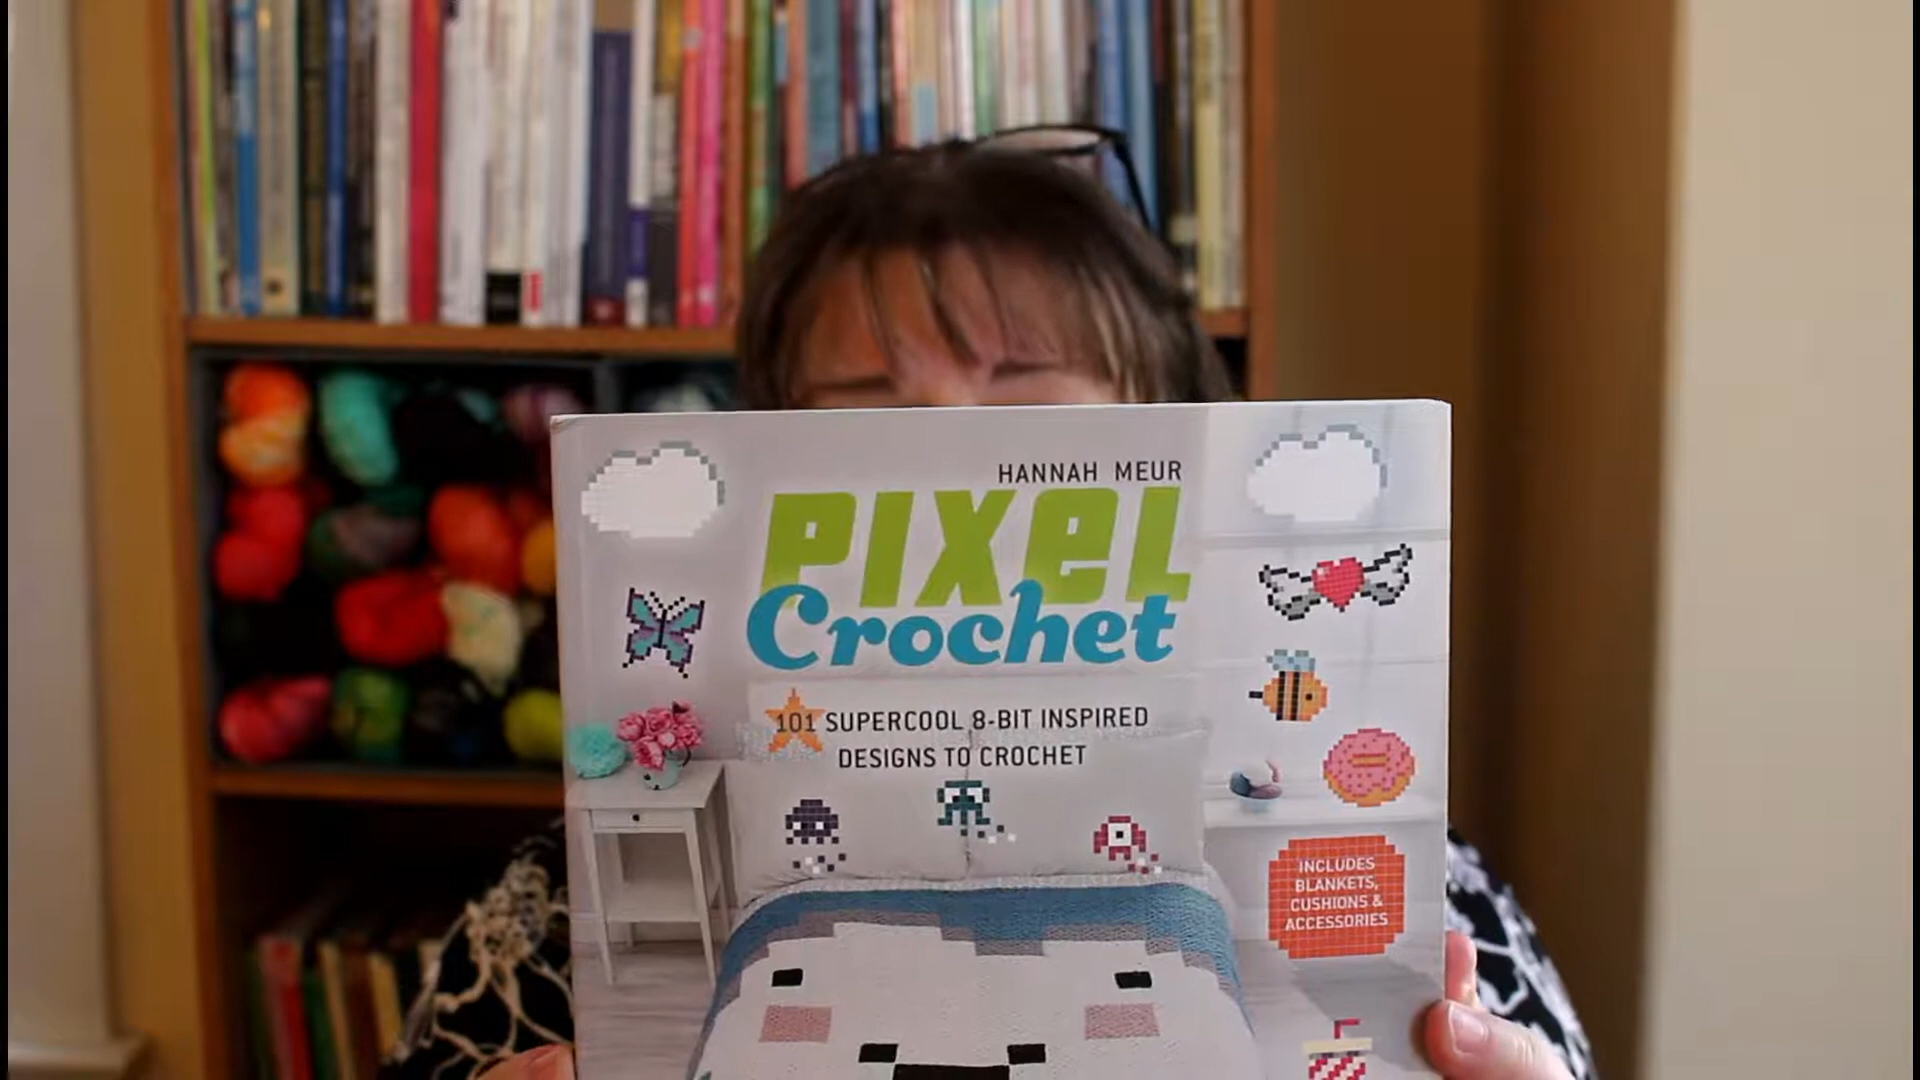 HANNAH MEUR
PIXEL
Crochet
101 SUPERCOOL 8-BIT INSPIRED
DESIGNS TO CROCHET
INCLUDES
BLANKETS,
CUSHIONS &
ACCESSORIES